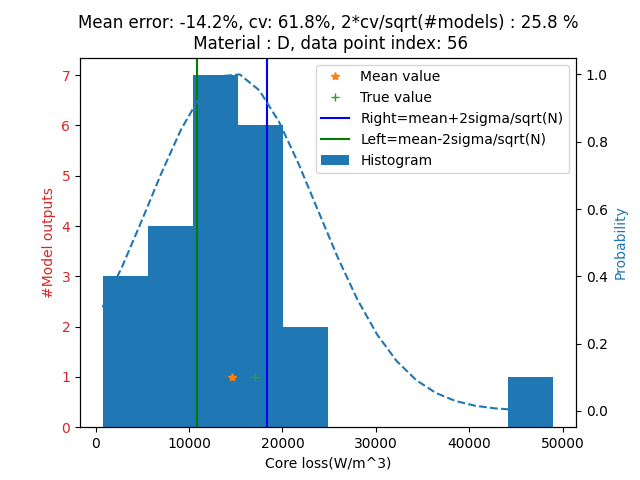 Mean error: -14.2%, cv: 61.8%, 2*cv/sqrt(#models) : 25.8 %
Material : D, data point index: 56
Mean value
True value
Right=mean+2sigma/sqrt(N)
Left=mean-2sigma/sqrt(N)
Histogram
#Model outputs
7
6
5
4
3
2
1
0
1.0
0.8
0.6
0.4
0.2
0.0
Probability
0
10000
20000
30000
40000
50000
Core loss(W/m^3)